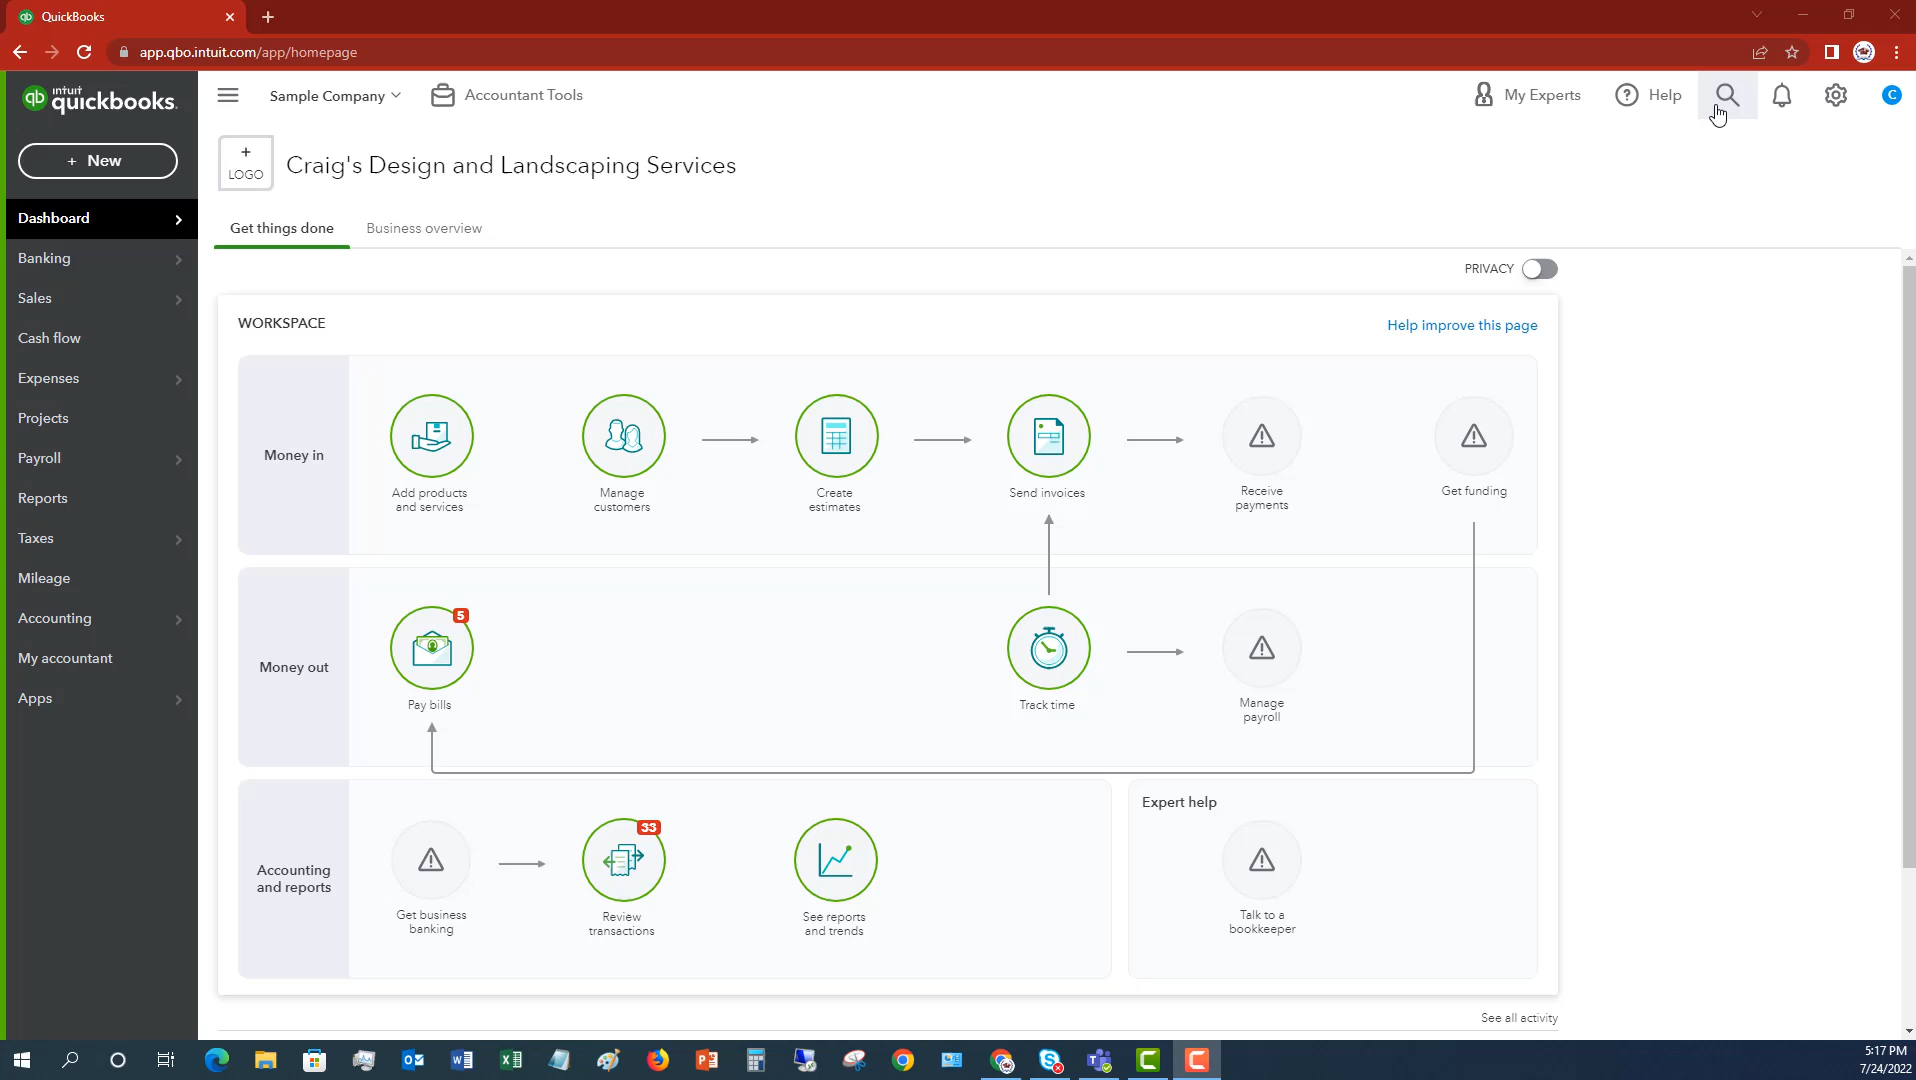 QuickBooks
app.qbo.intuit.com/app/homepage
intuit
quickbooks.
Sample Company
Accountant Tools
My Experts
Help
C
+ New
+
LOGO
Craig's Design and Landscaping Services
Dashboard
Banking
Sales
Cash flow
Expenses
Projects
Payroll
Reports
Taxes
Mileage
Accounting
My accountant
Apps
Get things done
Business overview
PRIVACY
WORKSPACE
Help improve this page
Money in
Add products
and services
Manage
customers
Create
estimates
Send invoices
Receive
payments
Get funding
Money out
5
Pay bills
Track time
Manage
payroll
Accounting
and reports
Get business
banking
33
Review
transactions
See reports
and trends
Expert help
Talk to a
bookkeeper
See all activity
5:17 PM
7/24/2022